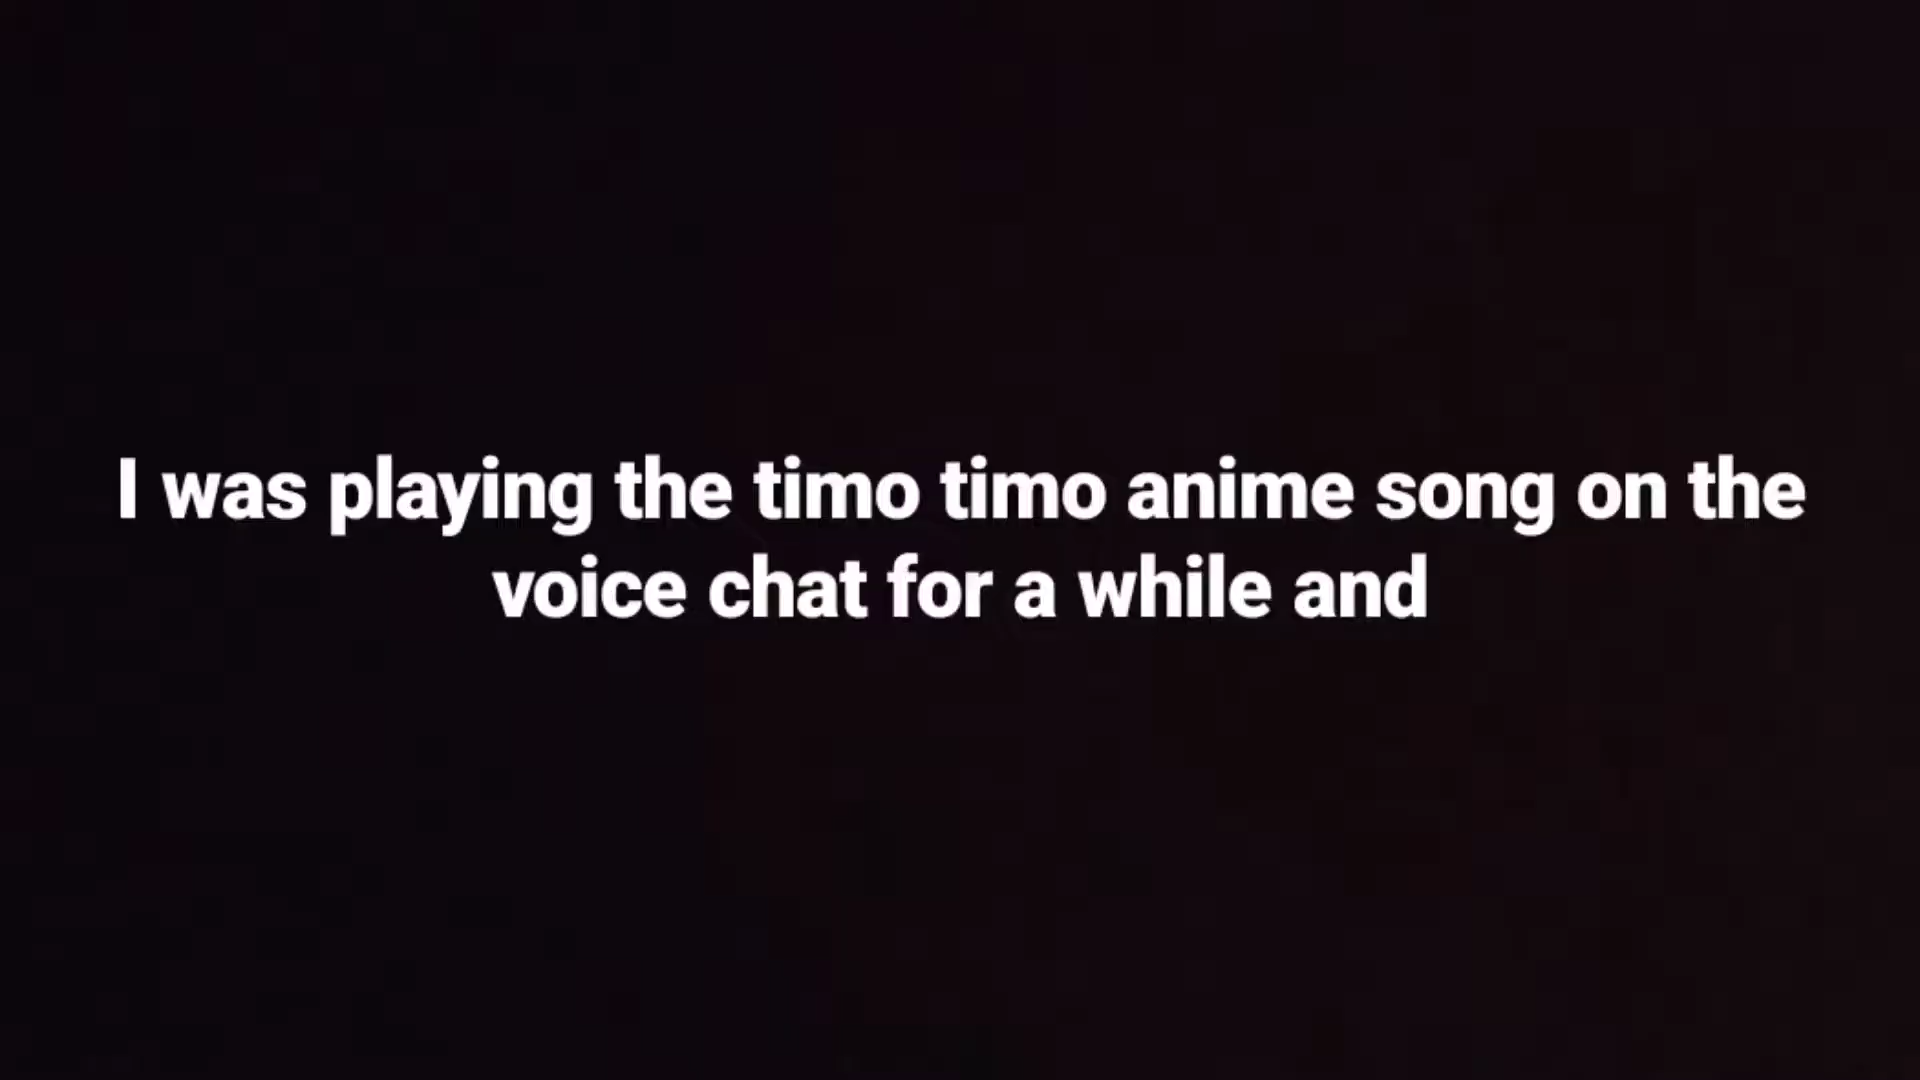 I was playing the timo timo anime song on the
voice chat for a while and